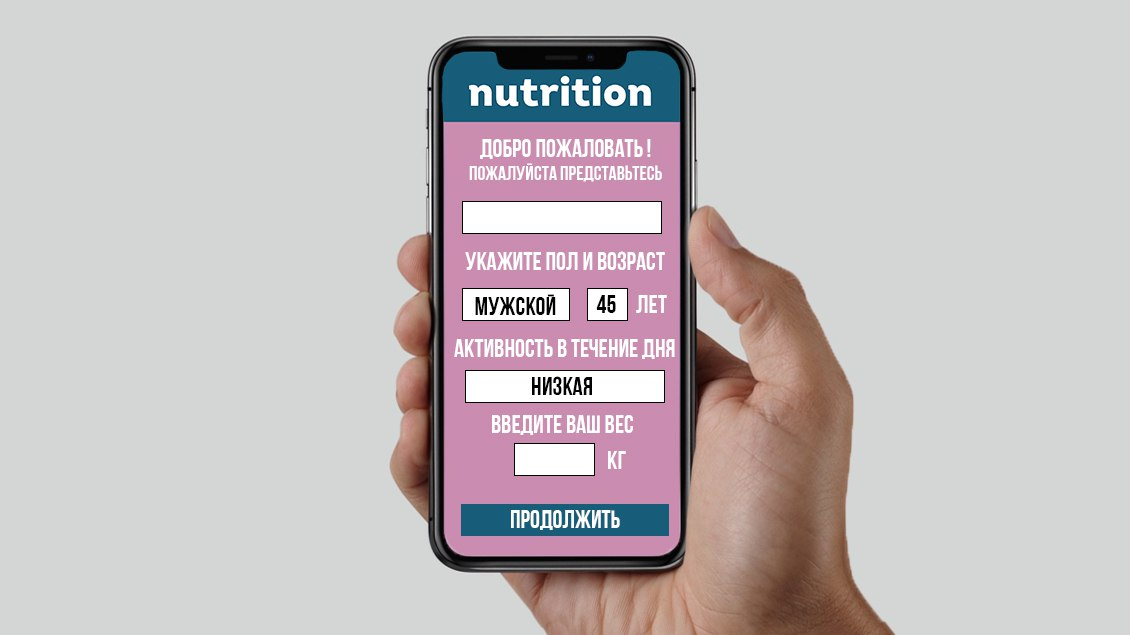 nutrition
ДОБРО ПОЖАЛОВАТЬ !
ПОЖАЛУЙСТА ПРЕДСТАВЬТЕСЬ
УКАЖИТЕ ПОЛ И ВОЗРАСТ
МУЖСКОЙ 45 ЛЕТ
АКТИВНОСТЬ В ТЕЧЕНИЕ ДНЯ
НИЗКАЯ
ВВЕДИТЕ ВАШ ВЕС
КГ
ПРОДОЛЖИТЬ